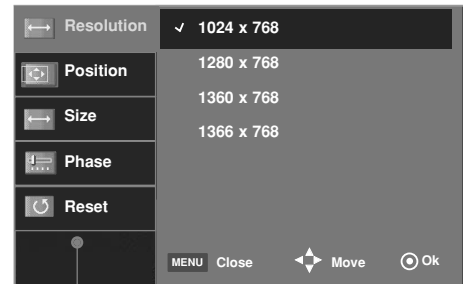 Resolution
Position
Size
Phase
Reset
✓ 1024 x 768
1280 x 768
1360 x 768
1366 x 768
MENU Close Move Ok